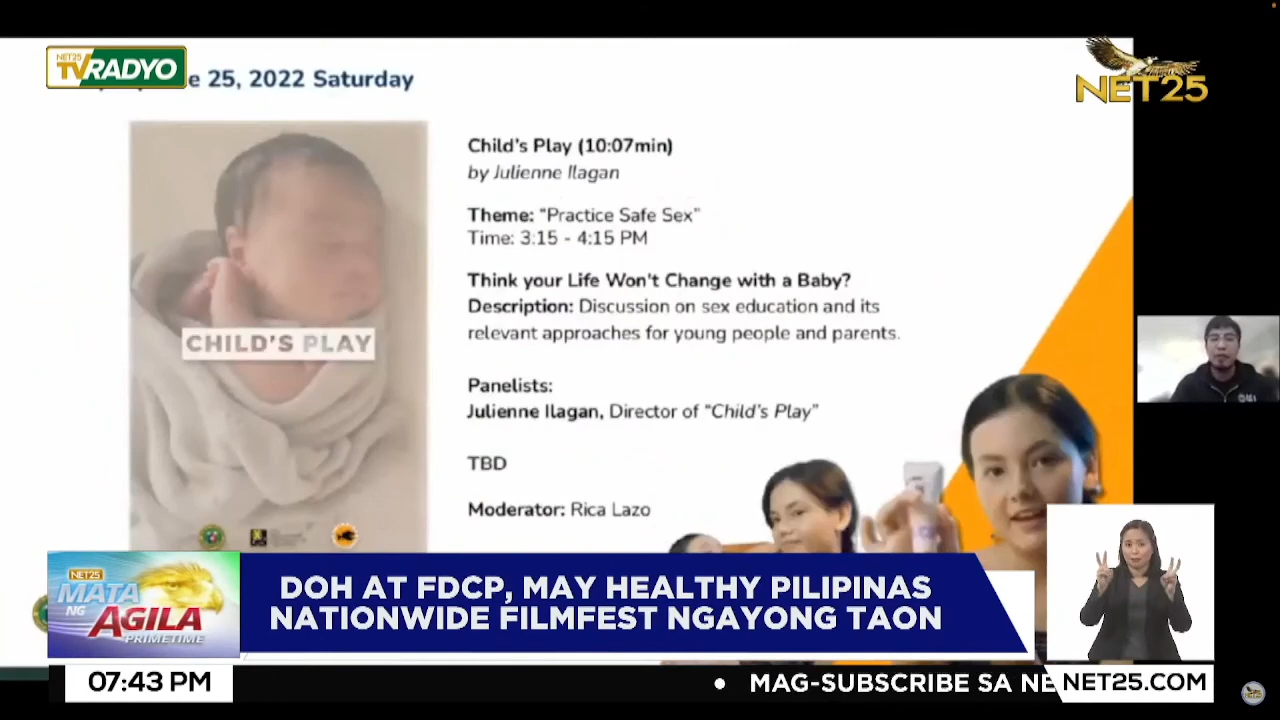 NET25
TVRADYO
e 25, 2022 Saturday
NET25
Child's Play (10:07min)
by Julienne Ilagan
Theme: "Practice Safe Sex"
Time: 3:15 - 4:15 PM
Think your Life Won't Change with a Baby?
Description: Discussion on sex education and its
relevant approaches for young people and parents.
CHILD'S PLAY
Panelists:
Julienne Ilagan, Director of "Child's Play"
TBD
Moderator: Rica Lazo
NET25
MATA
NG
AGILA
PRIMETIME
DOH AT FDCP, MAY HEALTHY PILIPINAS
NATIONWIDE FILMFEST NGAYONG TAON
07:43 PM
• MAG-SUBSCRIBE SA NE
NET25.COM